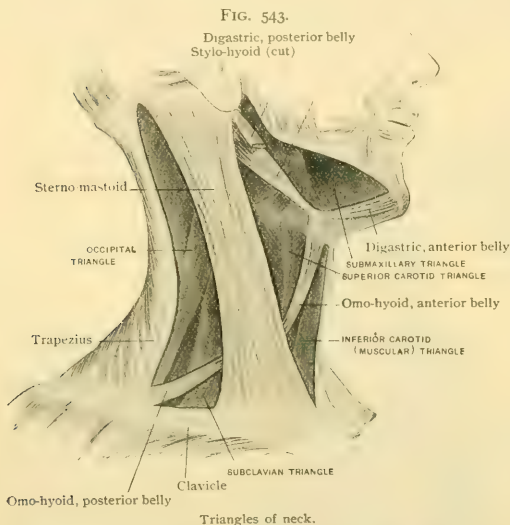 FIG. 543.
Digastric, posterior belly
Stylo-hyoid (cut)
Sterno mastoid
OCCIPITAL
TRIANGLE
Digastric, anterior belly
SUBMAXILLARY TRIANGLE
SUPERIOR CAROTID TRIANGLE
Omo-hyoid, anterior belly
Trapezius
INFERIOR CAROTID
(MUSCULAR) TRIANGLE
SUBCLAVIAN TRIANGLE
Clavicle
Omo-hyoid, posterior belly
Triangles of neck.